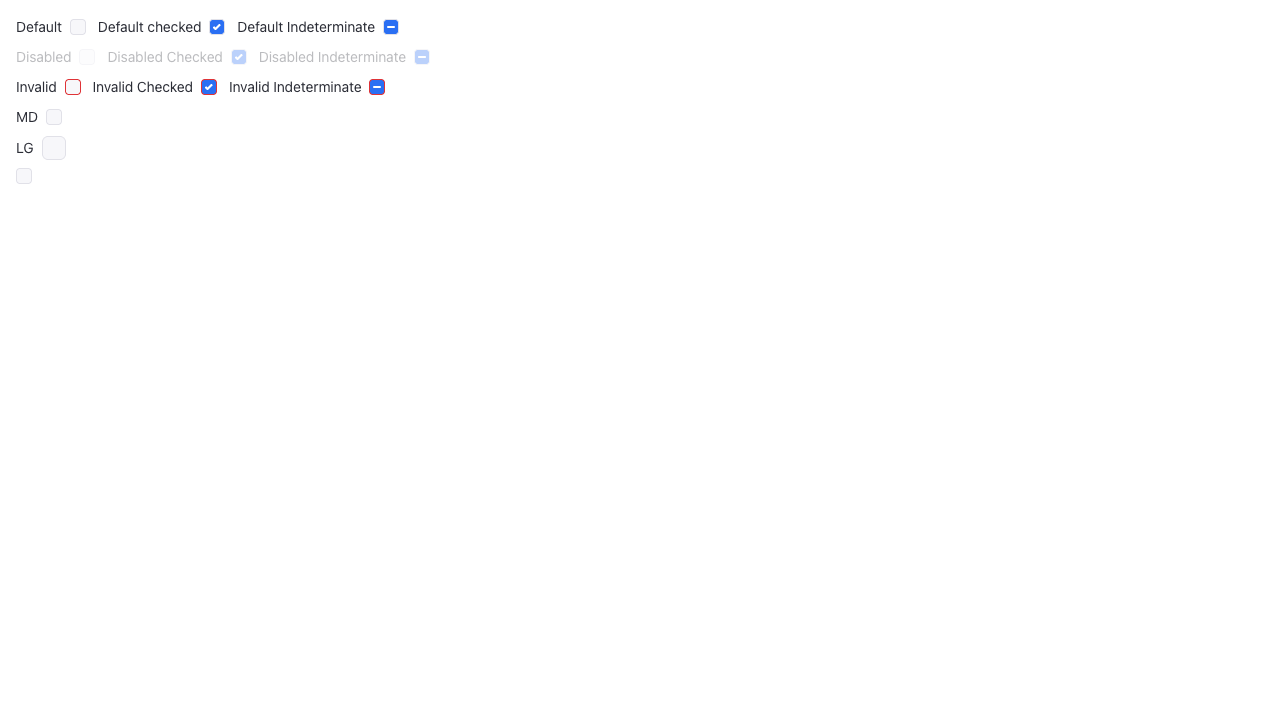 Default Default checked Default Indeterminate
Disabled Disabled Checked Disabled Indeterminate
Invalid Invalid Checked Invalid Indeterminate
MD
LG